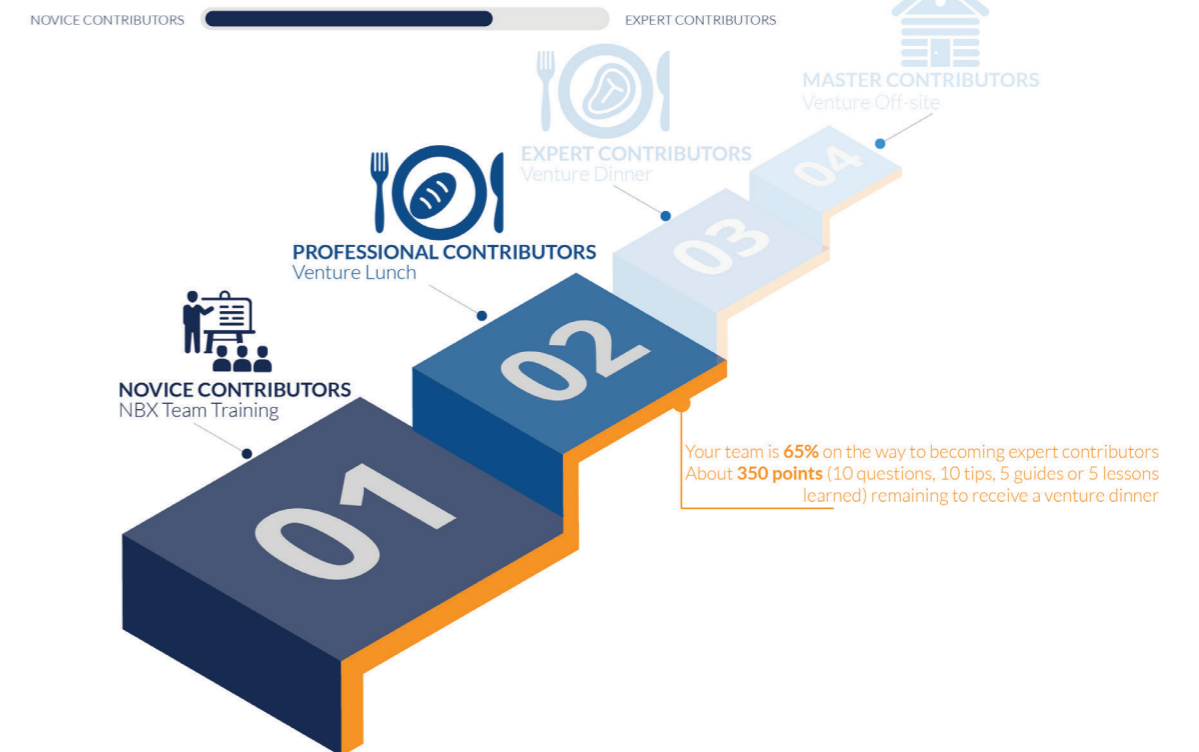 NOVICE CONTRIBUTORS
EXPERT CONTRIBUTORS
MASTER CONTRIBUTORS
Venture Off-site
04
EXPERT CONTRIBUTORS
Venture Dinner
03
PROFESSIONAL CONTRIBUTORS
Venture Lunch
02
NOVICE CONTRIBUTORS
NBX Team Training
01
Your team is 65% on the way to becoming expert contributors
About 350 points (10 questions, 10 tips, 5 guides or 5 lessons
learned) remaining to receive a venture dinner